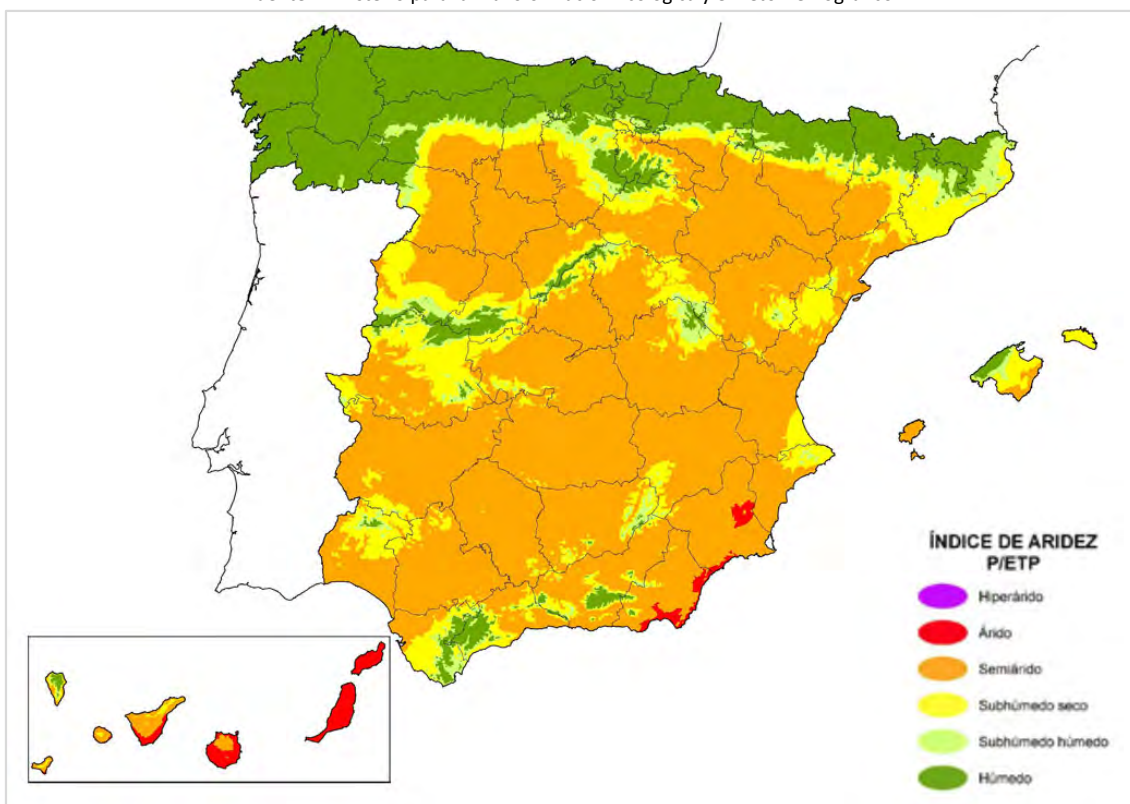 ÍNDICE DE ARIDEZ
P/ETP
Hiperárido
Árido
Semiárido
Subhúmedo seco
Subhúmedo húmedo
Húmedo